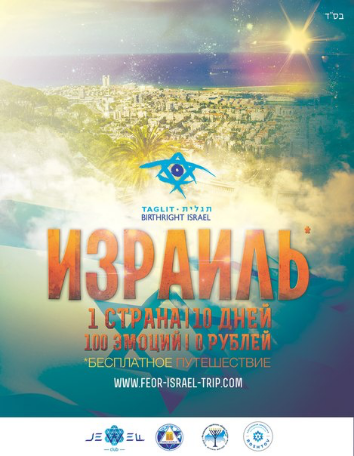 בס"ד
TAGLIT · תגלית
BIRTHRIGHT ISRAEL
ИЗРАИЛЬ*
1 СТРАНА | 10 ДНЕЙ
100 ЭМОЦИЙ | 0 РУБЛЕЙ
*БЕСПЛАТНОЕ ПУТЕШЕСТВИЕ
WWW.FEOR-ISRAEL-TRIP.COM
JEWELL
CLUB